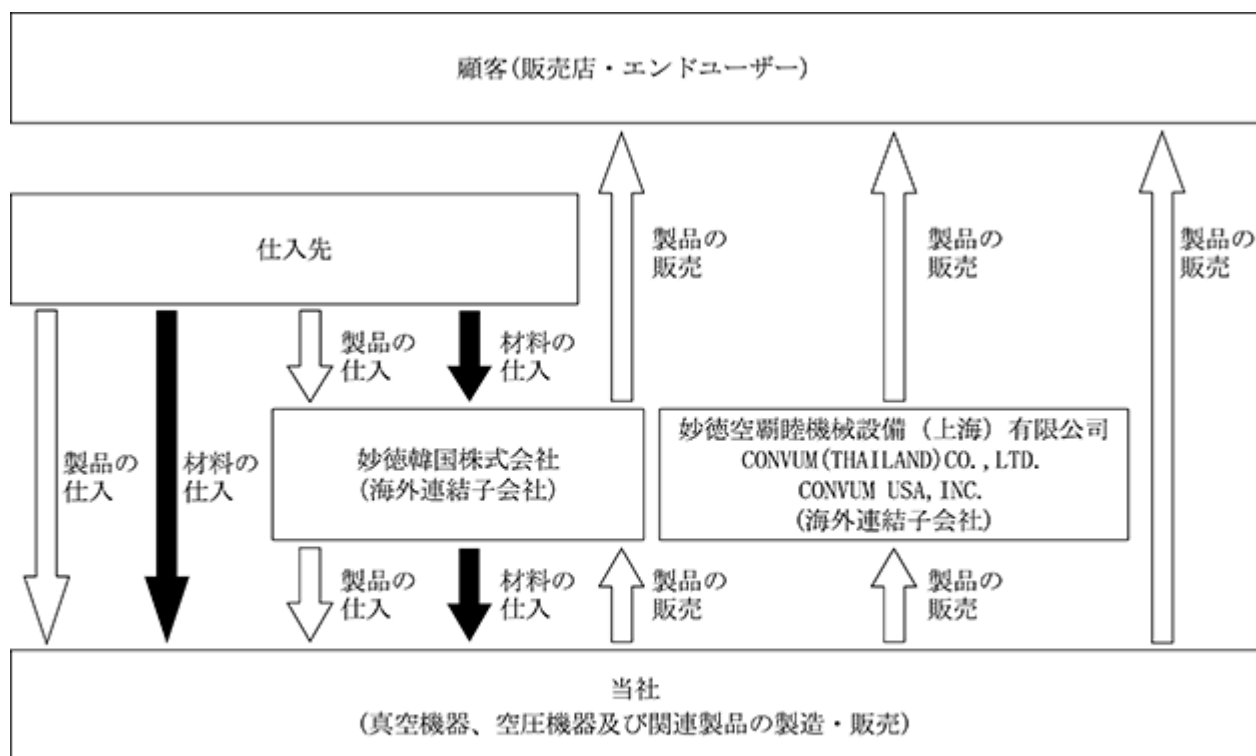 顧客(販売店・エンドユーザー)
仕入先
製品の
販売
製品の
販売
製品の
販売
製品の
仕入
材料の
仕入
製品の
仕入
材料の
仕入
妙徳韓国株式会社
(海外連結子会社)
妙徳空覇睦機械設備（上海）有限公司
CONVUM(THAILAND)CO.,LTD.
CONVUM USA,INC.
(海外連結子会社)
製品の
仕入
材料の
仕入
製品の
販売
製品の
販売
当社
(真空機器、空圧機器及び関連製品の製造・販売)